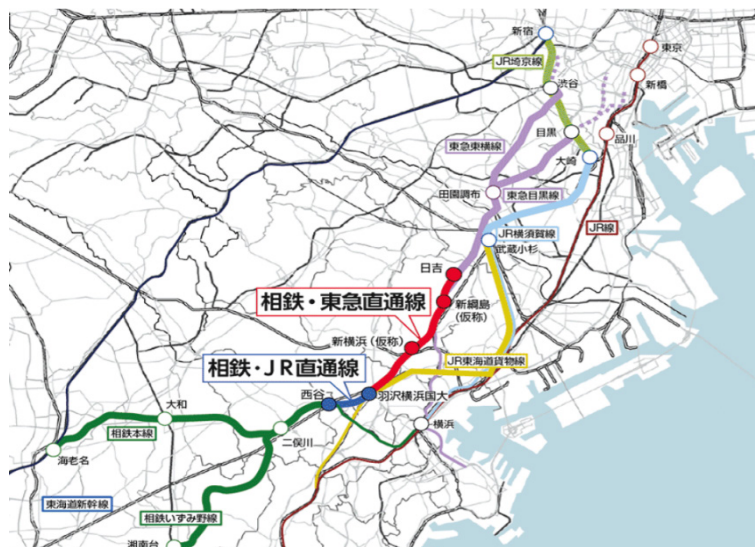 新宿
東京
JR埼京線
渋谷
新橋
目黒
品川
東急東横線
大崎
田園調布
東急目黒線
JR横須賀線
JR線
武蔵小杉
日吉
相鉄・東急直通線
新綱島
(仮称)
新横浜(仮称)
JR東海道貨物線
相鉄・JR直通線
西谷
羽沢横浜国大
大和
横浜
相鉄本線
二俣川
海老名
東海道新幹線
相鉄いずみ野線
湘南台